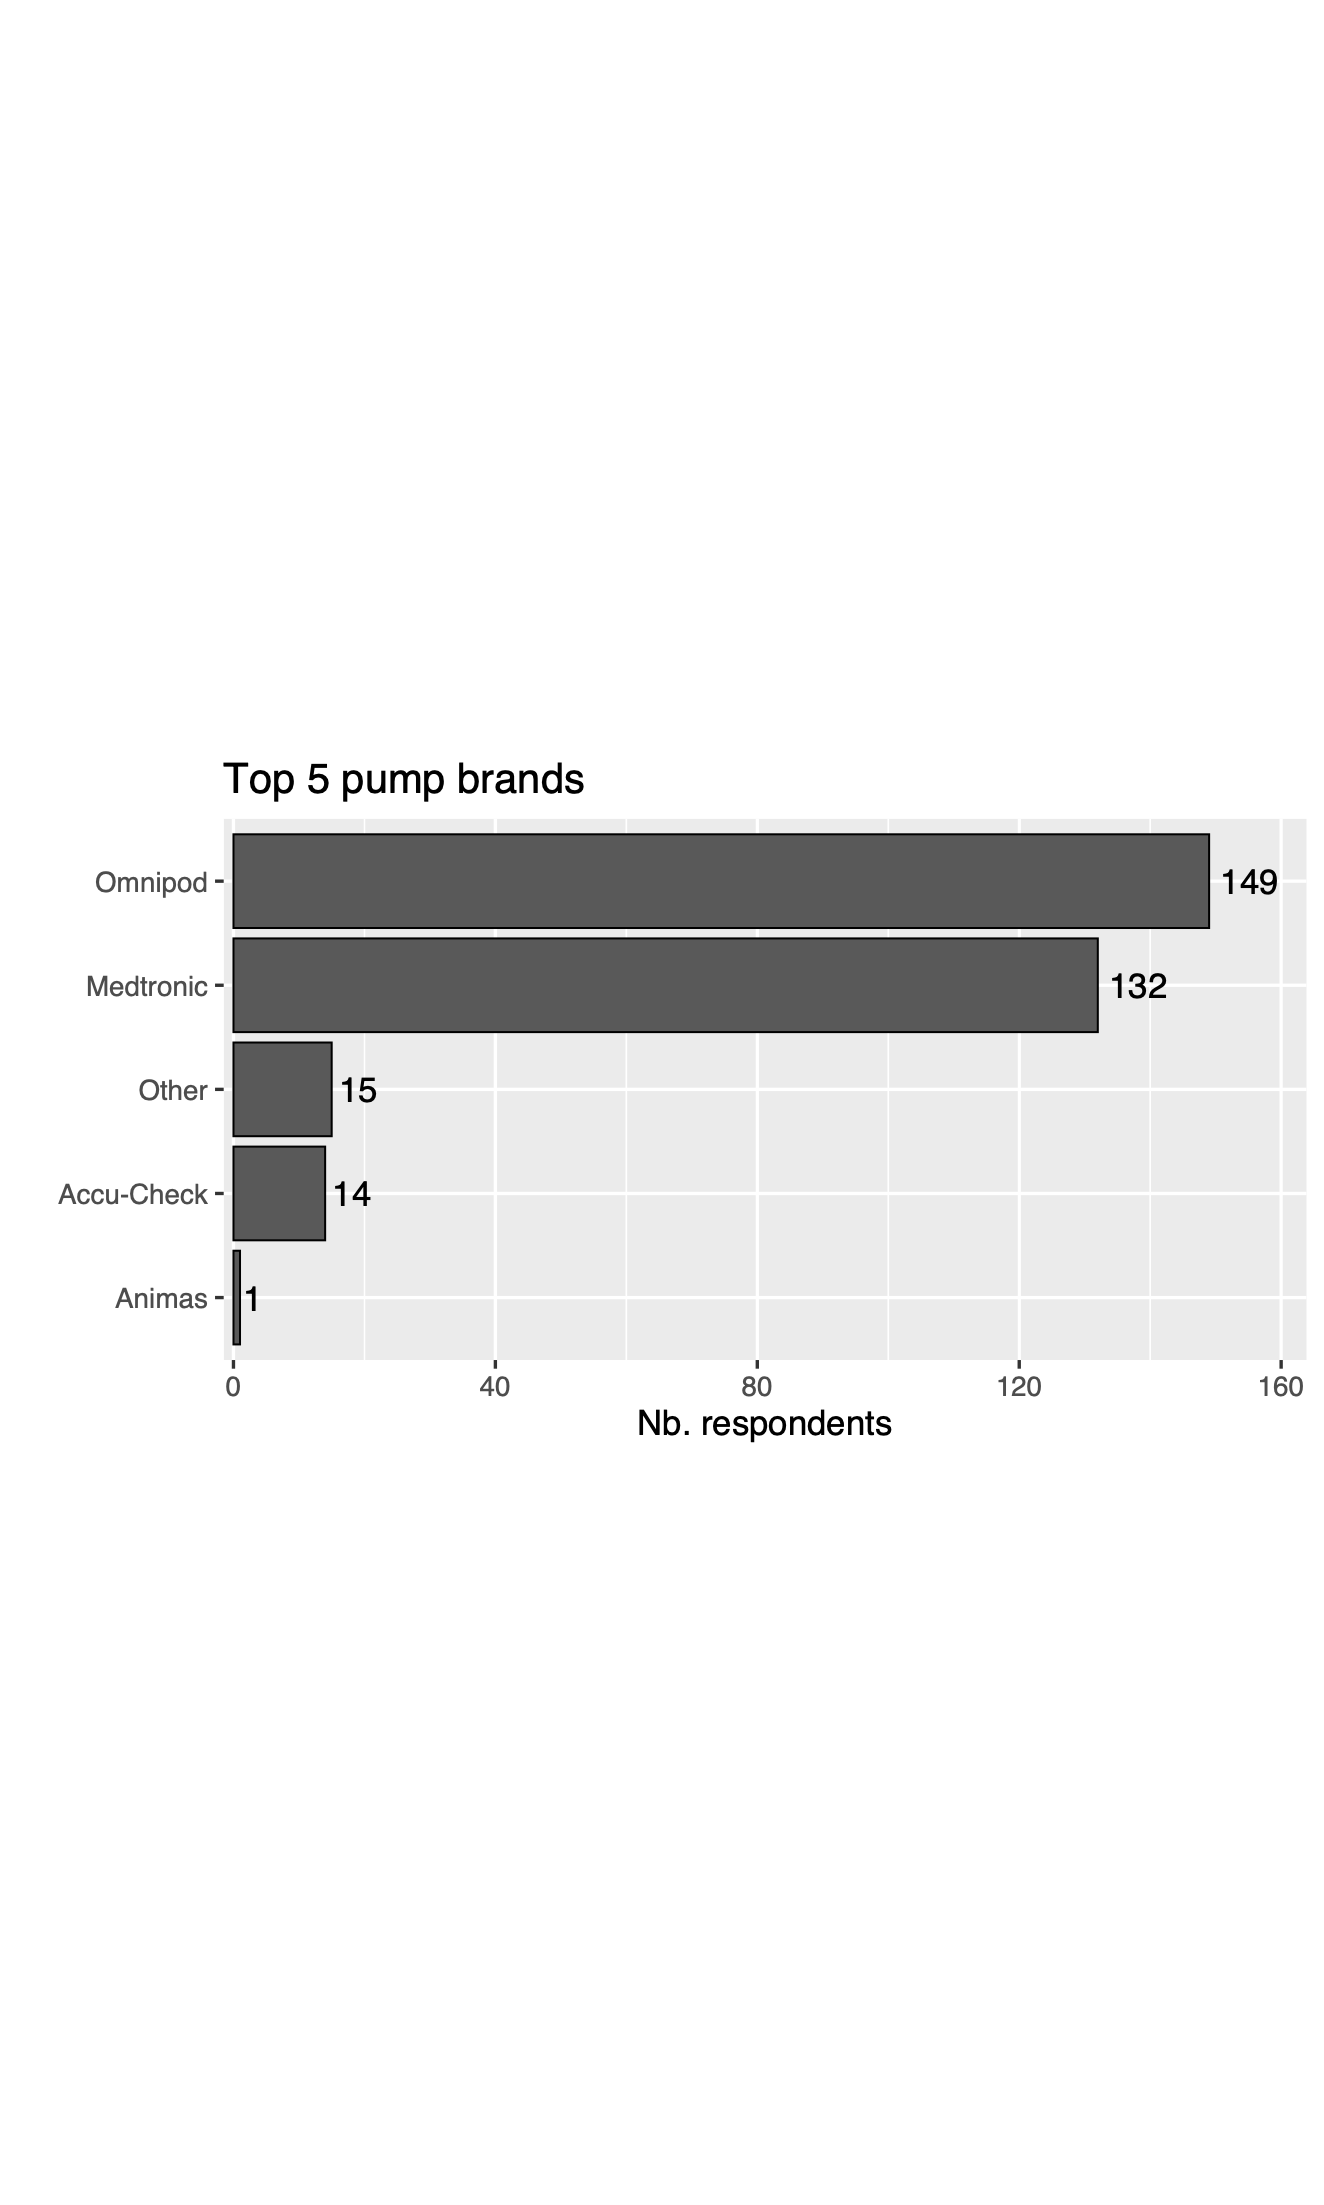 Top 5 pump brands
Omnipod 149
Medtronic 132
Other 15
Accu-Check 14
Animas 1
0 40 80 120 160
Nb. respondents